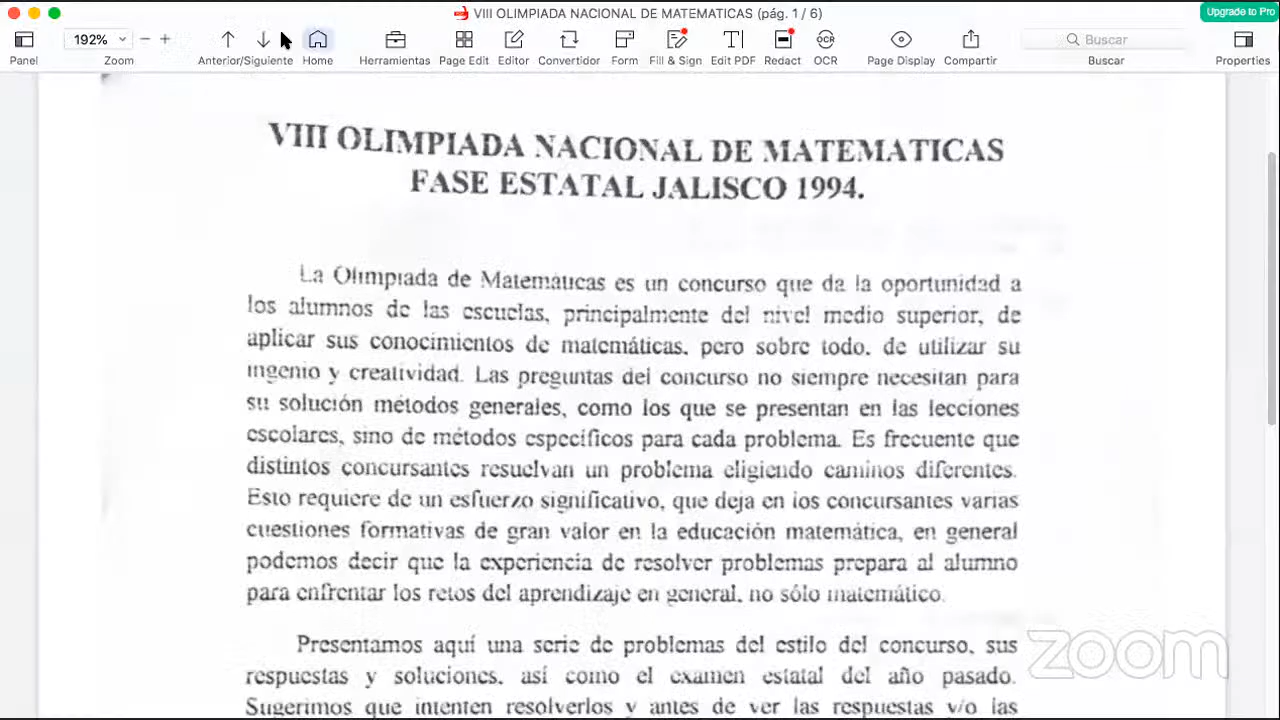 VIII OLIMPIADA NACIONAL DE MATEMATICAS (pág. 1 / 6)
Upgrade to Pro
192%
Buscar
Panel Zoom Anterior/Siguiente Home Herramientas Page Edit Editor Convertidor Form Fill & Sign Edit PDF Redact OCR Page Display Compartir Buscar Properties
VIII OLIMPIADA NACIONAL DE MATEMATICAS
FASE ESTATAL JALISCO 1994.
La Olimpiada de Matemáticas es un concurso que da la oportunidad a
los alumnos de las escuelas, principalmente del nivel medio superior, de
aplicar sus conocimientos de matemáticas, pero sobre todo, de utilizar su
ingenio y creatividad. Las preguntas del concurso no siempre necesitan para
su solución métodos generales, como los que se presentan en las lecciones
escolares, sino de métodos específicos para cada problema. Es frecuente que
distintos concursantes resuelvan un problema eligiendo caminos diferentes.
Esto requiere de un esfuerzo significativo, que deja en los concursantes varias
cuestiones formativas de gran valor en la educación matemática, en general
podemos decir que la experiencia de resolver problemas prepara al alumno
para enfrentar los retos del aprendizaje en general, no sólo matemático.
Presentamos aquí una serie de problemas del estilo del concurso, sus
respuestas y soluciones, así como el examen estatal del año pasado.
Sugerimos que intenten resolverlos y antes de ver las respuestas y/o las
zoom